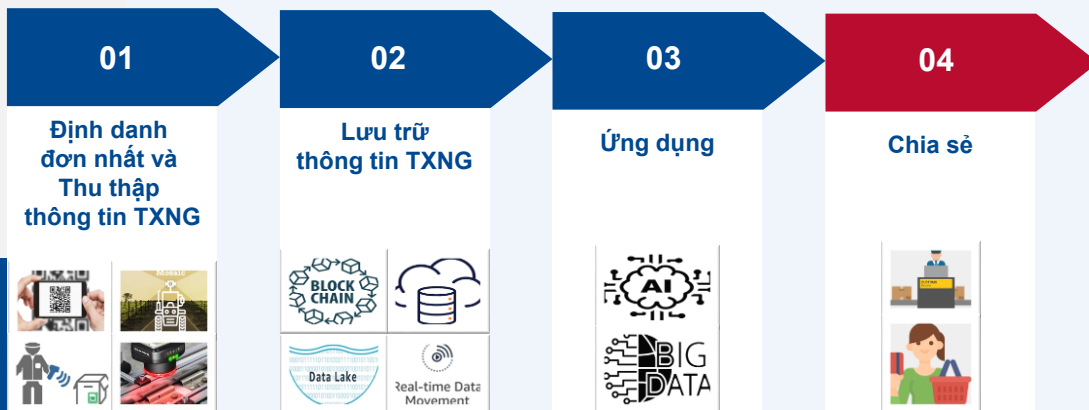 01
02
03
04
Định danh
đơn nhất và
Thu thập
thông tin TXNG
Lưu trữ
thông tin TXNG
Ứng dụng
Chia sẻ
Mosaic
BLOCK
CHAIN
Data Lake
Real-time Data
Movement
AI
BIG
DATA